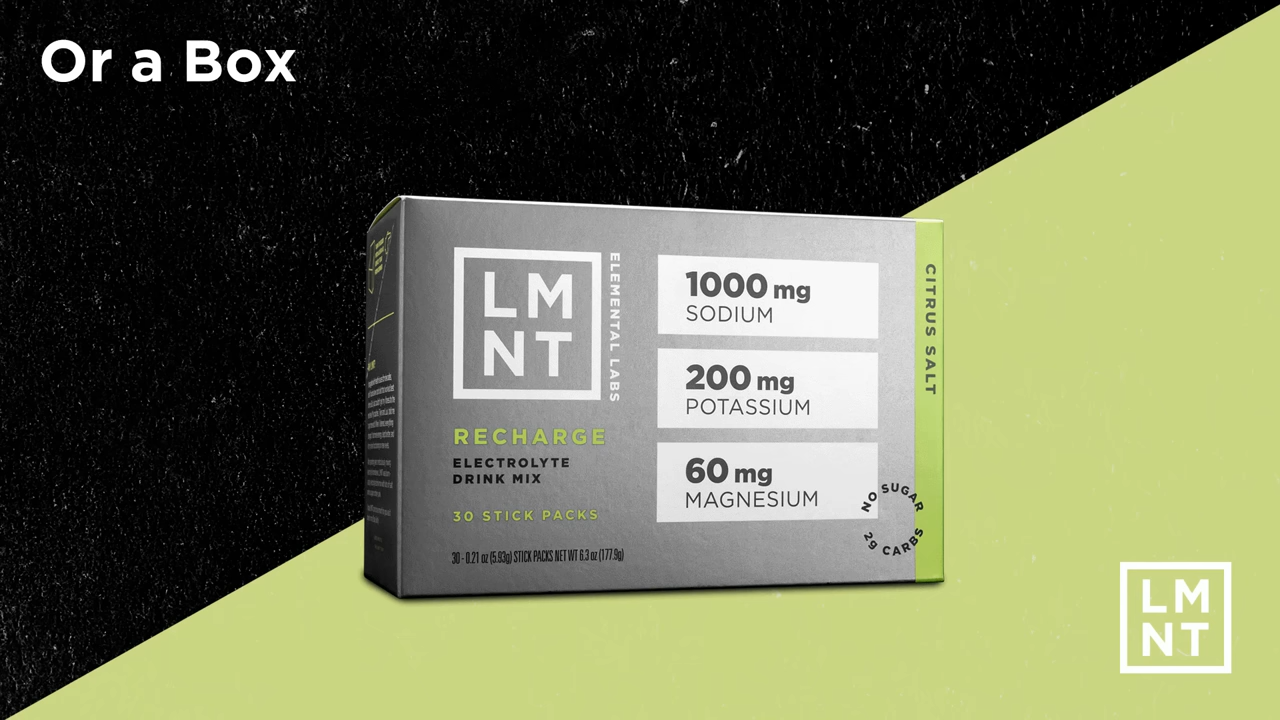 Or a Box
LM
NT
ELEMENTAL LABS
RECHARGE
ELECTROLYTE
DRINK MIX
30 STICK PACKS
30 - 0.21 oz (5.93g) STICK PACKS NET WT 6.3 oz (177.9g)
1000 mg
SODIUM
200 mg
POTASSIUM
60 mg
MAGNESIUM
NO SUGAR
2g CARBS
CITRUS SALT
LM
NT